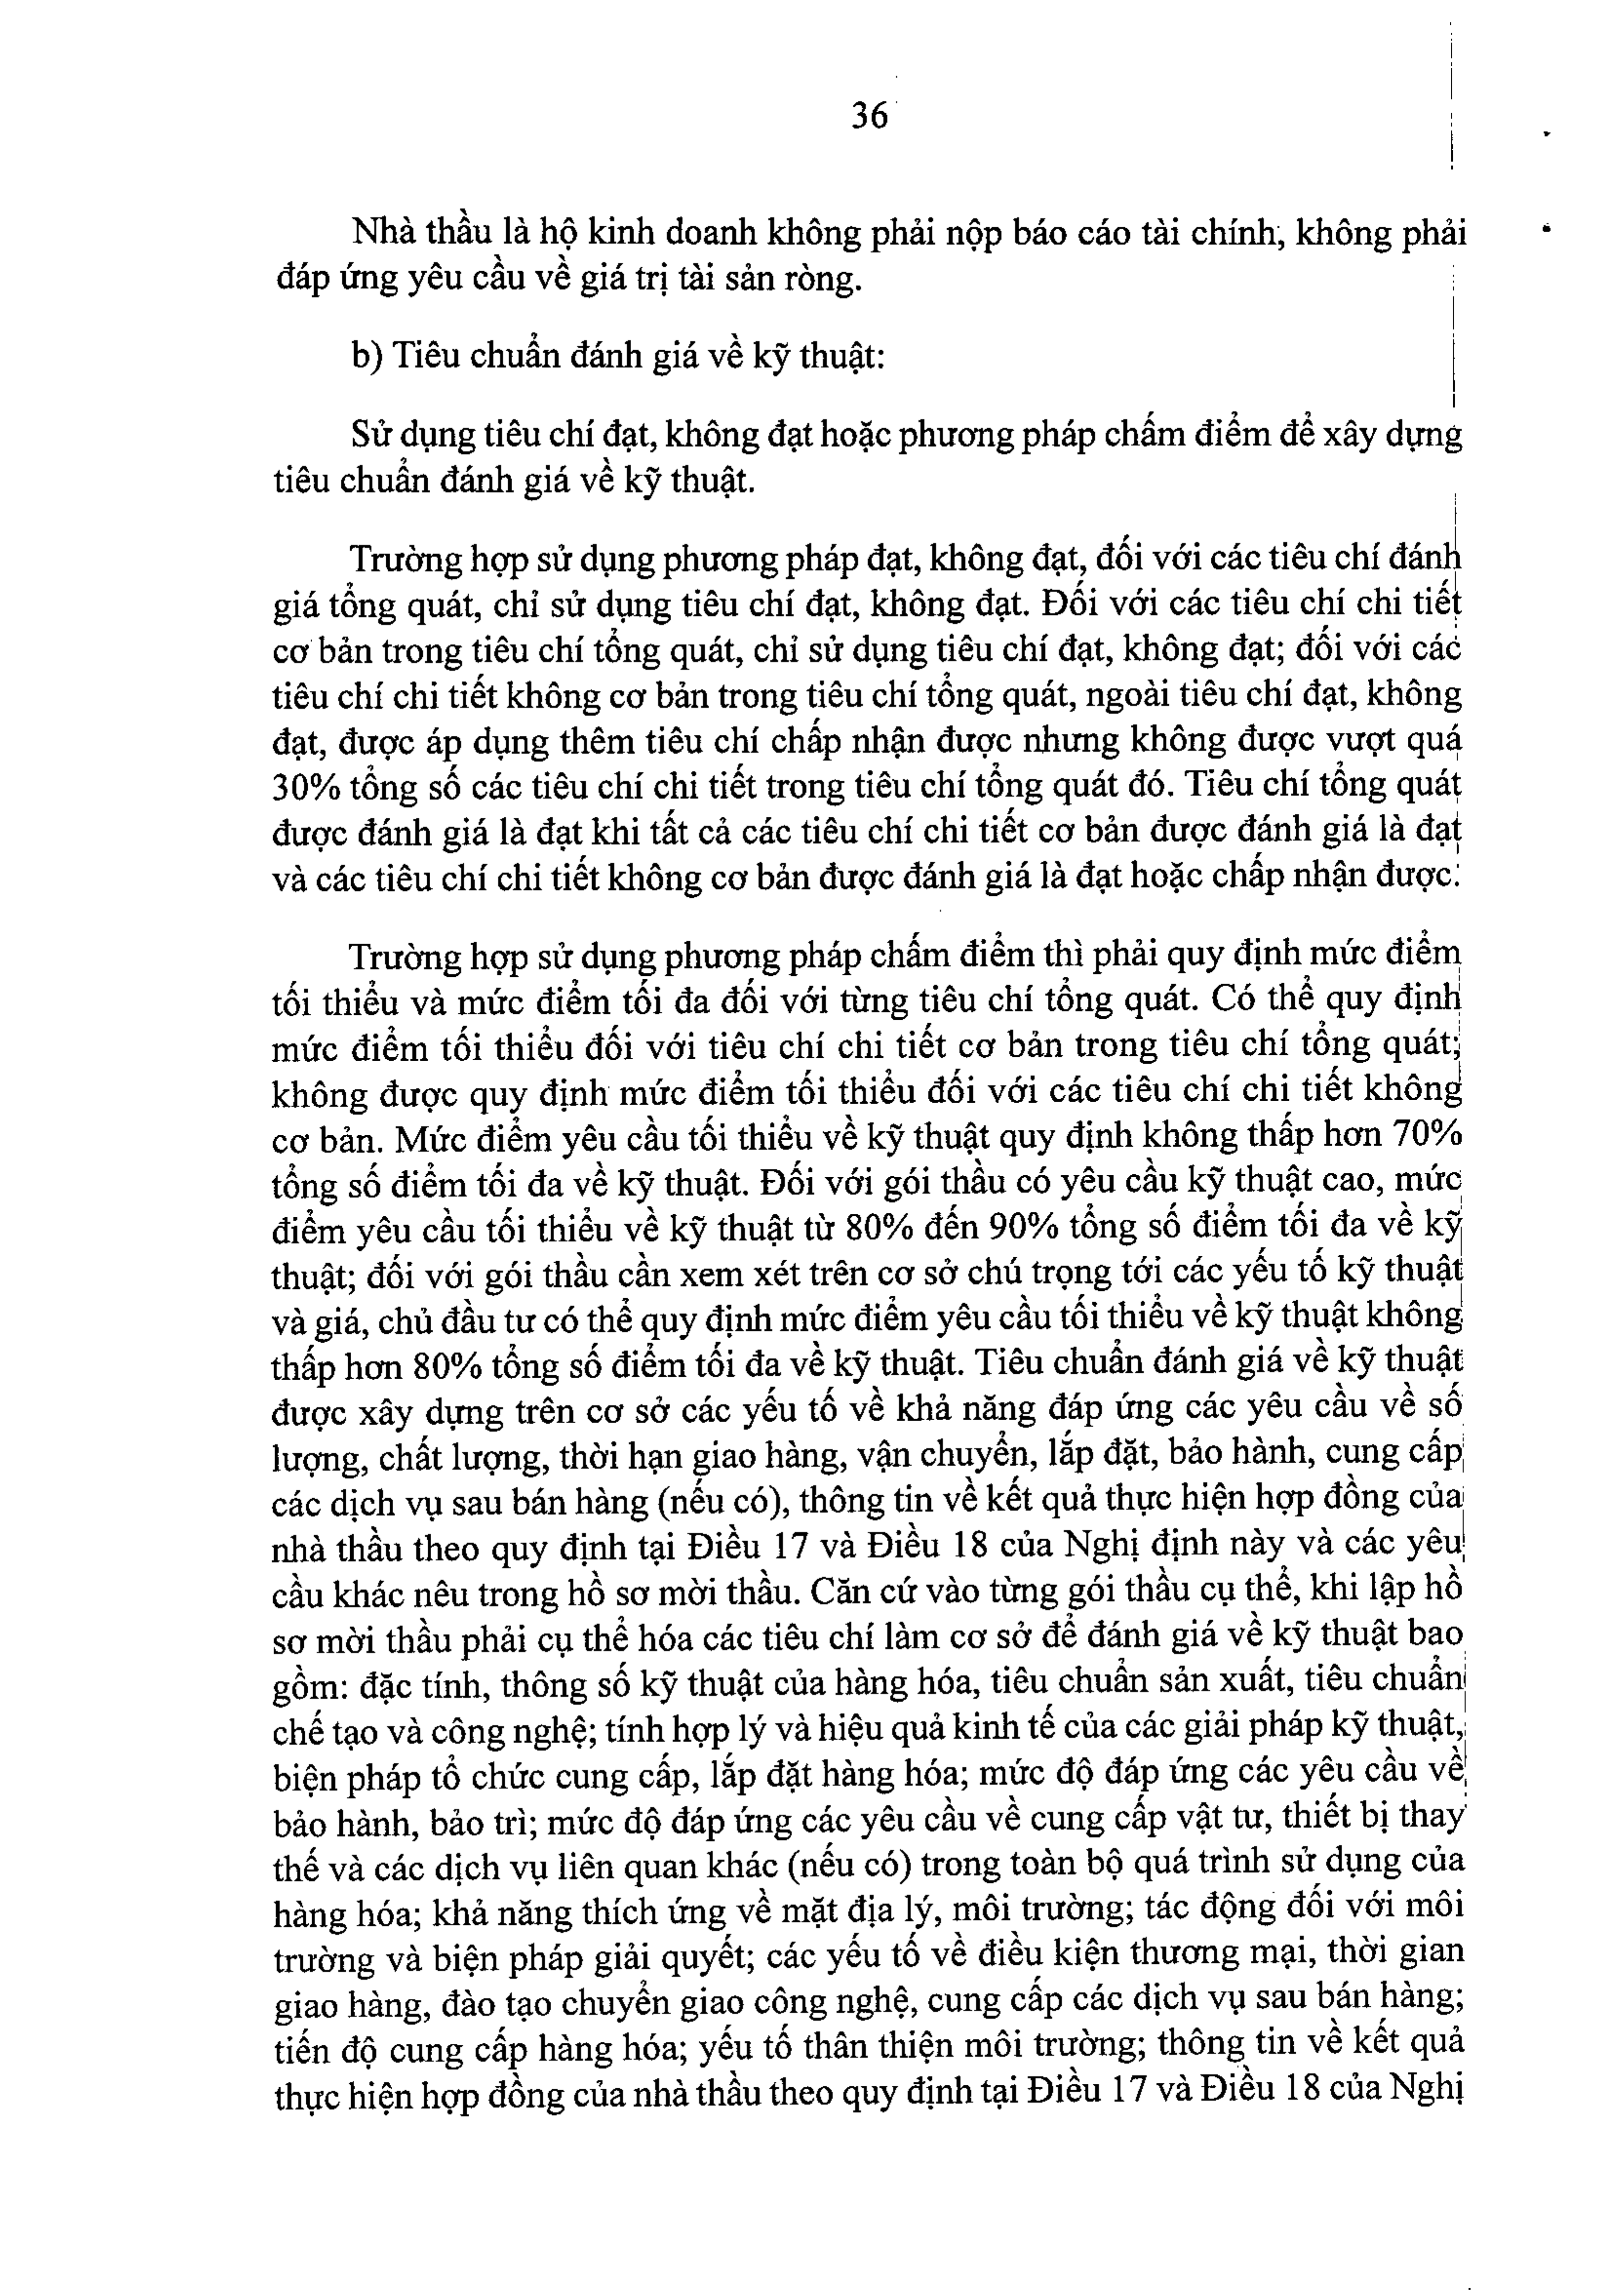 36
Nhà thầu là hộ kinh doanh không phải nộp báo cáo tài chính, không phải
đáp ứng yêu cầu về giá trị tài sản ròng.
b) Tiêu chuẩn đánh giá về kỹ thuật:
Sử dụng tiêu chí đạt, không đạt hoặc phương pháp chấm điểm để xây dựng
tiêu chuẩn đánh giá về kỹ thuật.
Trường hợp sử dụng phương pháp đạt, không đạt, đối với các tiêu chí đánh
giá tổng quát, chỉ sử dụng tiêu chí đạt, không đạt. Đối với các tiêu chí chi tiết
cơ bản trong tiêu chí tổng quát, chỉ sử dụng tiêu chí đạt, không đạt; đối với các
tiêu chí chi tiết không cơ bản trong tiêu chí tổng quát, ngoài tiêu chí đạt, không
đạt, được áp dụng thêm tiêu chí chấp nhận được nhưng không được vượt quá
30% tổng số các tiêu chí chi tiết trong tiêu chí tổng quát đó. Tiêu chí tổng quát
được đánh giá là đạt khi tất cả các tiêu chí chi tiết cơ bản được đánh giá là đạt
và các tiêu chí chi tiết không cơ bản được đánh giá là đạt hoặc chấp nhận được.
Trường hợp sử dụng phương pháp chấm điểm thì phải quy định mức điểm
tối thiểu và mức điểm tối đa đối với từng tiêu chí tổng quát. Có thể quy định
mức điểm tối thiểu đối với tiêu chí chi tiết cơ bản trong tiêu chí tổng quát;
không được quy định mức điểm tối thiểu đối với các tiêu chí chi tiết không
cơ bản. Mức điểm yêu cầu tối thiểu về kỹ thuật quy định không thấp hơn 70%
tổng số điểm tối đa về kỹ thuật. Đối với gói thầu có yêu cầu kỹ thuật cao, mức
điểm yêu cầu tối thiểu về kỹ thuật từ 80% đến 90% tổng số điểm tối đa về kỹ
thuật; đối với gói thầu cần xem xét trên cơ sở chú trọng tới các yếu tố kỹ thuật
và giá, chủ đầu tư có thể quy định mức điểm yêu cầu tối thiểu về kỹ thuật không
thấp hơn 80% tổng số điểm tối đa về kỹ thuật. Tiêu chuẩn đánh giá về kỹ thuật
được xây dựng trên cơ sở các yếu tố về khả năng đáp ứng các yêu cầu về số
lượng, chất lượng, thời hạn giao hàng, vận chuyển, lắp đặt, bảo hành, cung cấp
các dịch vụ sau bán hàng (nếu có), thông tin về kết quả thực hiện hợp đồng của
nhà thầu theo quy định tại Điều 17 và Điều 18 của Nghị định này và các yêu
cầu khác nêu trong hồ sơ mời thầu. Căn cứ vào từng gói thầu cụ thể, khi lập hồ
sơ mời thầu phải cụ thể hóa các tiêu chí làm cơ sở để đánh giá về kỹ thuật bao
gồm: đặc tính, thông số kỹ thuật của hàng hóa, tiêu chuẩn sản xuất, tiêu chuẩn
chế tạo và công nghệ; tính hợp lý và hiệu quả kinh tế của các giải pháp kỹ thuật,
biện pháp tổ chức cung cấp, lắp đặt hàng hóa; mức độ đáp ứng các yêu cầu về
bảo hành, bảo trì; mức độ đáp ứng các yêu cầu về cung cấp vật tư, thiết bị thay
thế và các dịch vụ liên quan khác (nếu có) trong toàn bộ quá trình sử dụng của
hàng hóa; khả năng thích ứng về mặt địa lý, môi trường; tác động đối với môi
trường và biện pháp giải quyết; các yếu tố về điều kiện thương mại, thời gian
giao hàng, đào tạo chuyển giao công nghệ, cung cấp các dịch vụ sau bán hàng;
tiến độ cung cấp hàng hóa; yếu tố thân thiện môi trường; thông tin về kết quả
thực hiện hợp đồng của nhà thầu theo quy định tại Điều 17 và Điều 18 của Nghị